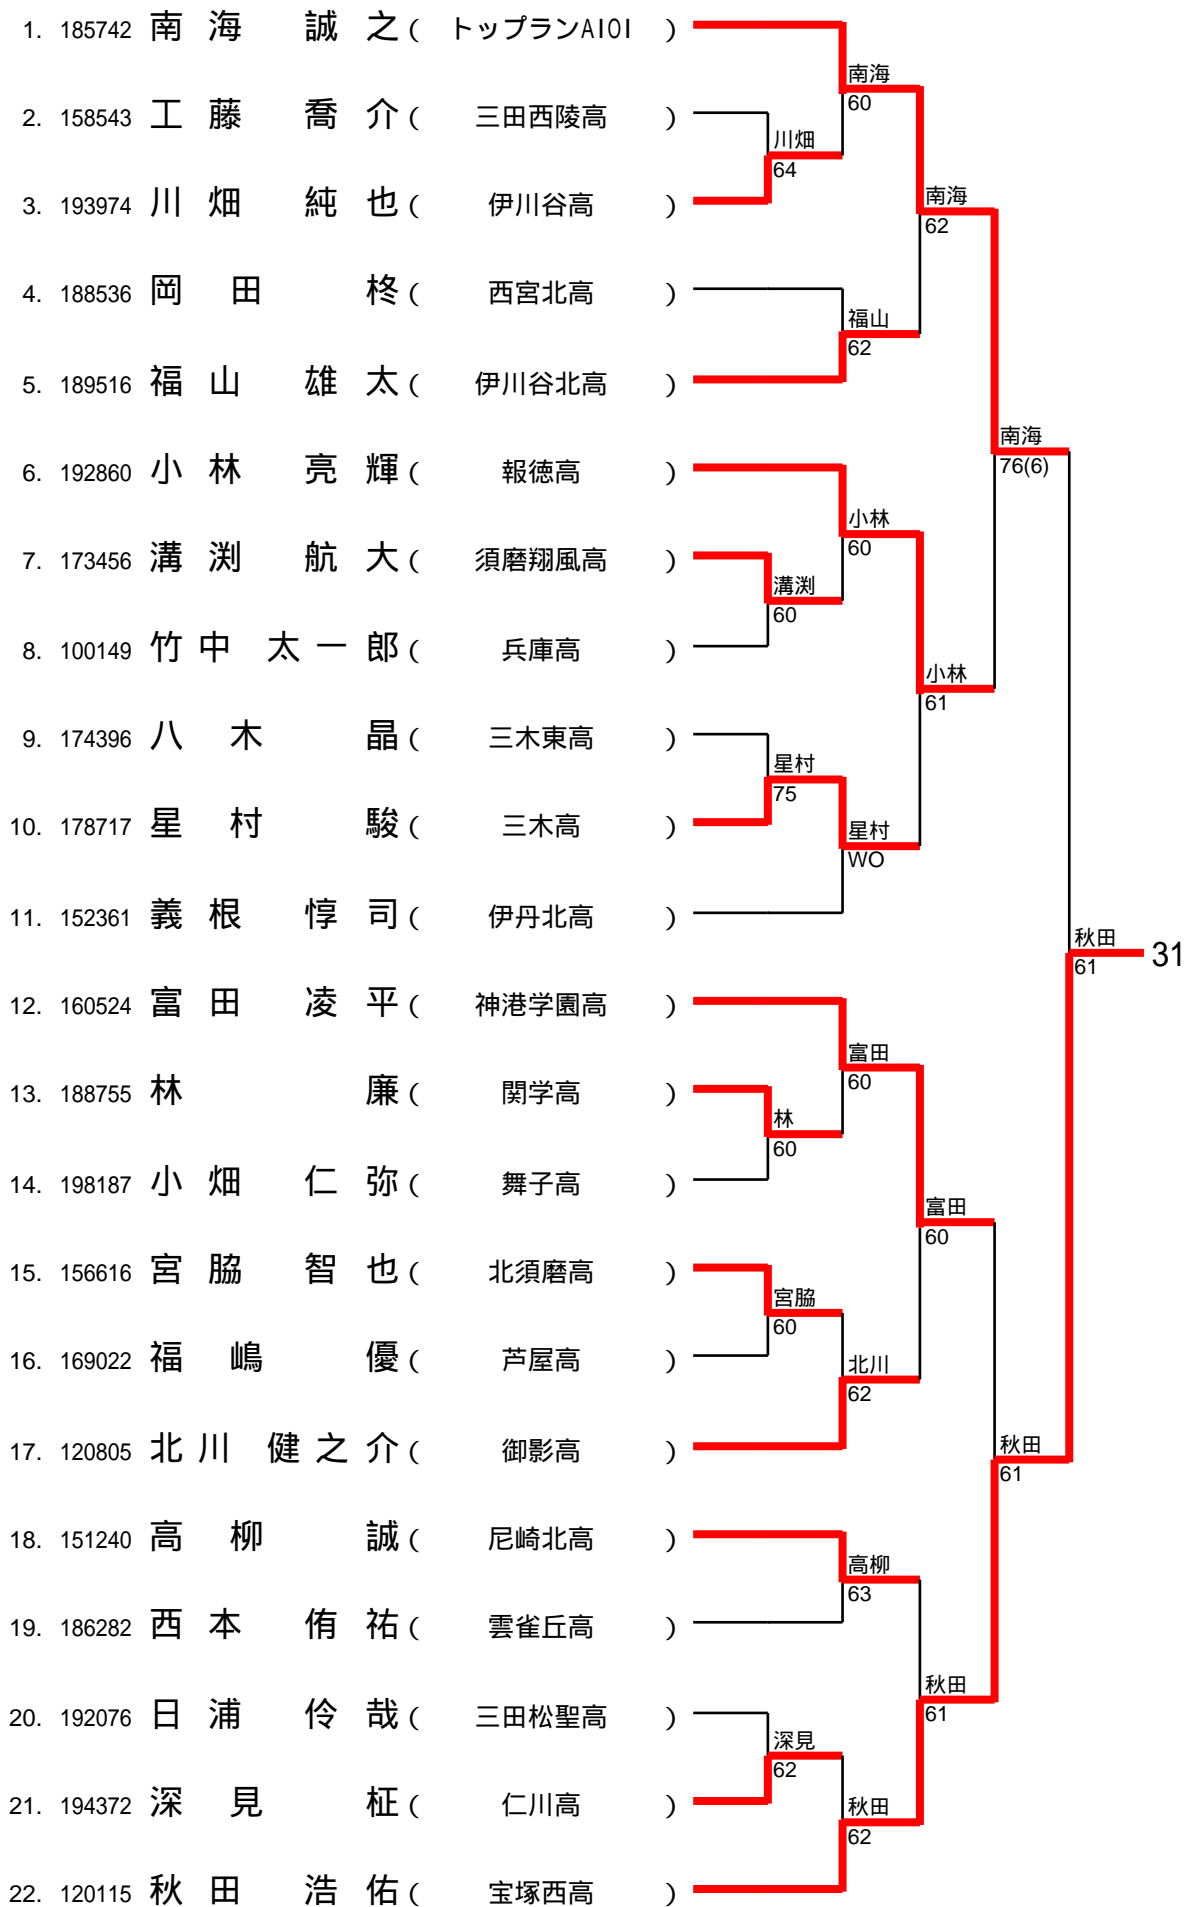 1. 185742 南海 誠之 ( トップランAIOI )
2. 158543 工藤 喬介 ( 三田西陵高 )
3. 193974 川畑 純也 ( 伊川谷高 )
4. 188536 岡田 柊 ( 西宮北高 )
5. 189516 福山 雄太 ( 伊川谷北高 )
6. 192860 小林 亮輝 ( 報徳高 )
7. 173456 溝渕 航大 ( 須磨翔風高 )
8. 100149 竹中 太一郎 ( 兵庫高 )
9. 174396 八木 晶 ( 三木東高 )
10. 178717 星村 駿 ( 三木高 )
11. 152361 義根 惇司 ( 伊丹北高 )
12. 160524 富田 凌平 ( 神港学園高 )
13. 188755 林 廉 ( 関学高 )
14. 198187 小畑 仁弥 ( 舞子高 )
15. 156616 宮脇 智也 ( 北須磨高 )
16. 169022 福嶋 優 ( 芦屋高 )
17. 120805 北川 健之介 ( 御影高 )
18. 151240 高柳 誠 ( 尼崎北高 )
19. 186282 西本 侑祐 ( 雲雀丘高 )
20. 192076 日浦 伶哉 ( 三田松聖高 )
21. 194372 深見 柾 ( 仁川高 )
22. 120115 秋田 浩佑 ( 宝塚西高 )
川畑
64
溝渕
60
星村
75
林
60
宮脇
60
深見
62
南海
60
福山
62
小林
60
星村
WO
富田
60
北川
62
高柳
63
秋田
62
南海
62
小林
61
富田
60
秋田
61
南海
76(6)
秋田
61
秋田
61
31